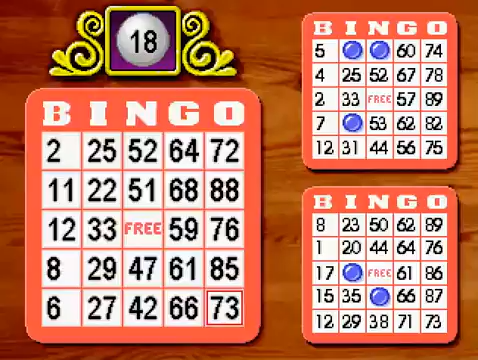 18
B I N G O
2 25 52 64 72
11 22 51 68 88
12 33 FREE 59 76
8 29 47 61 85
6 27 42 66 73
B I N G O
5 60 74
4 25 52 67 78
2 33 FREE 57 89
7 53 62 82
12 31 44 56 75
B I N G O
8 23 50 62 89
1 20 44 64 76
17 FREE 61 86
15 35 66 87
12 29 38 71 73